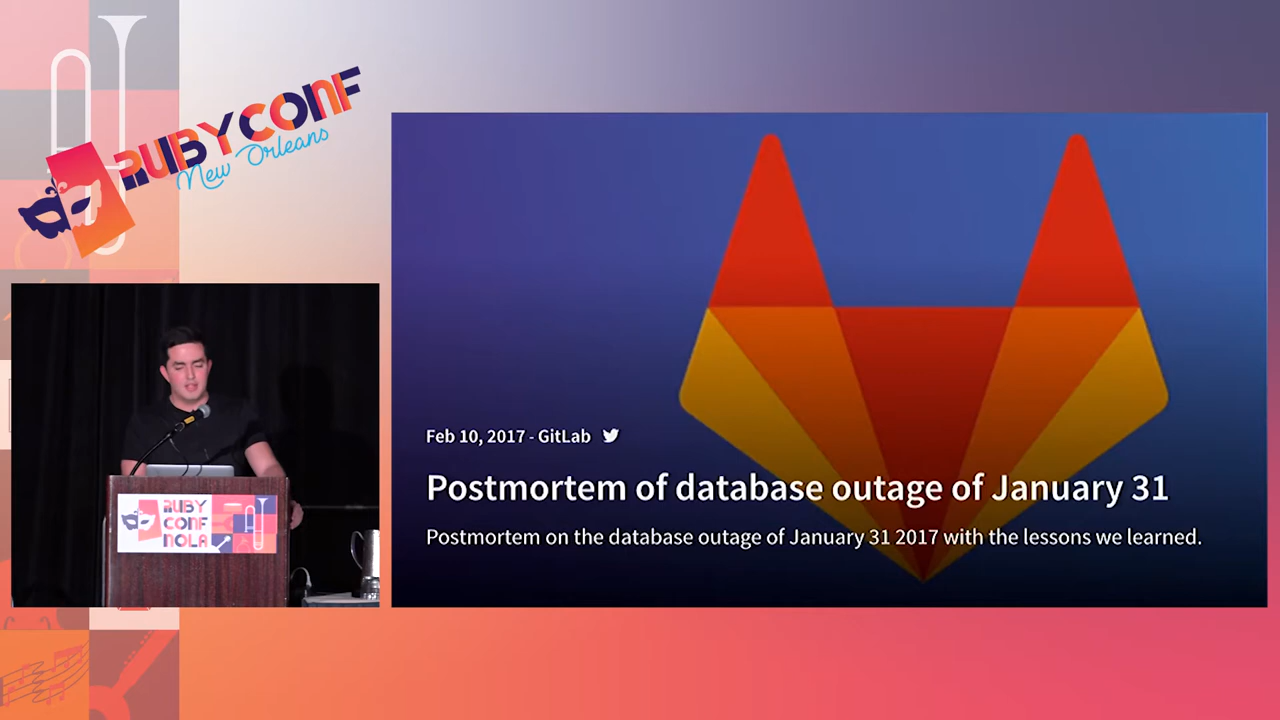 RUBYCONF
New Orleans
RUBY
CONF
NOLA
Feb 10, 2017 - GitLab
Postmortem of database outage of January 31
Postmortem on the database outage of January 31 2017 with the lessons we learned.